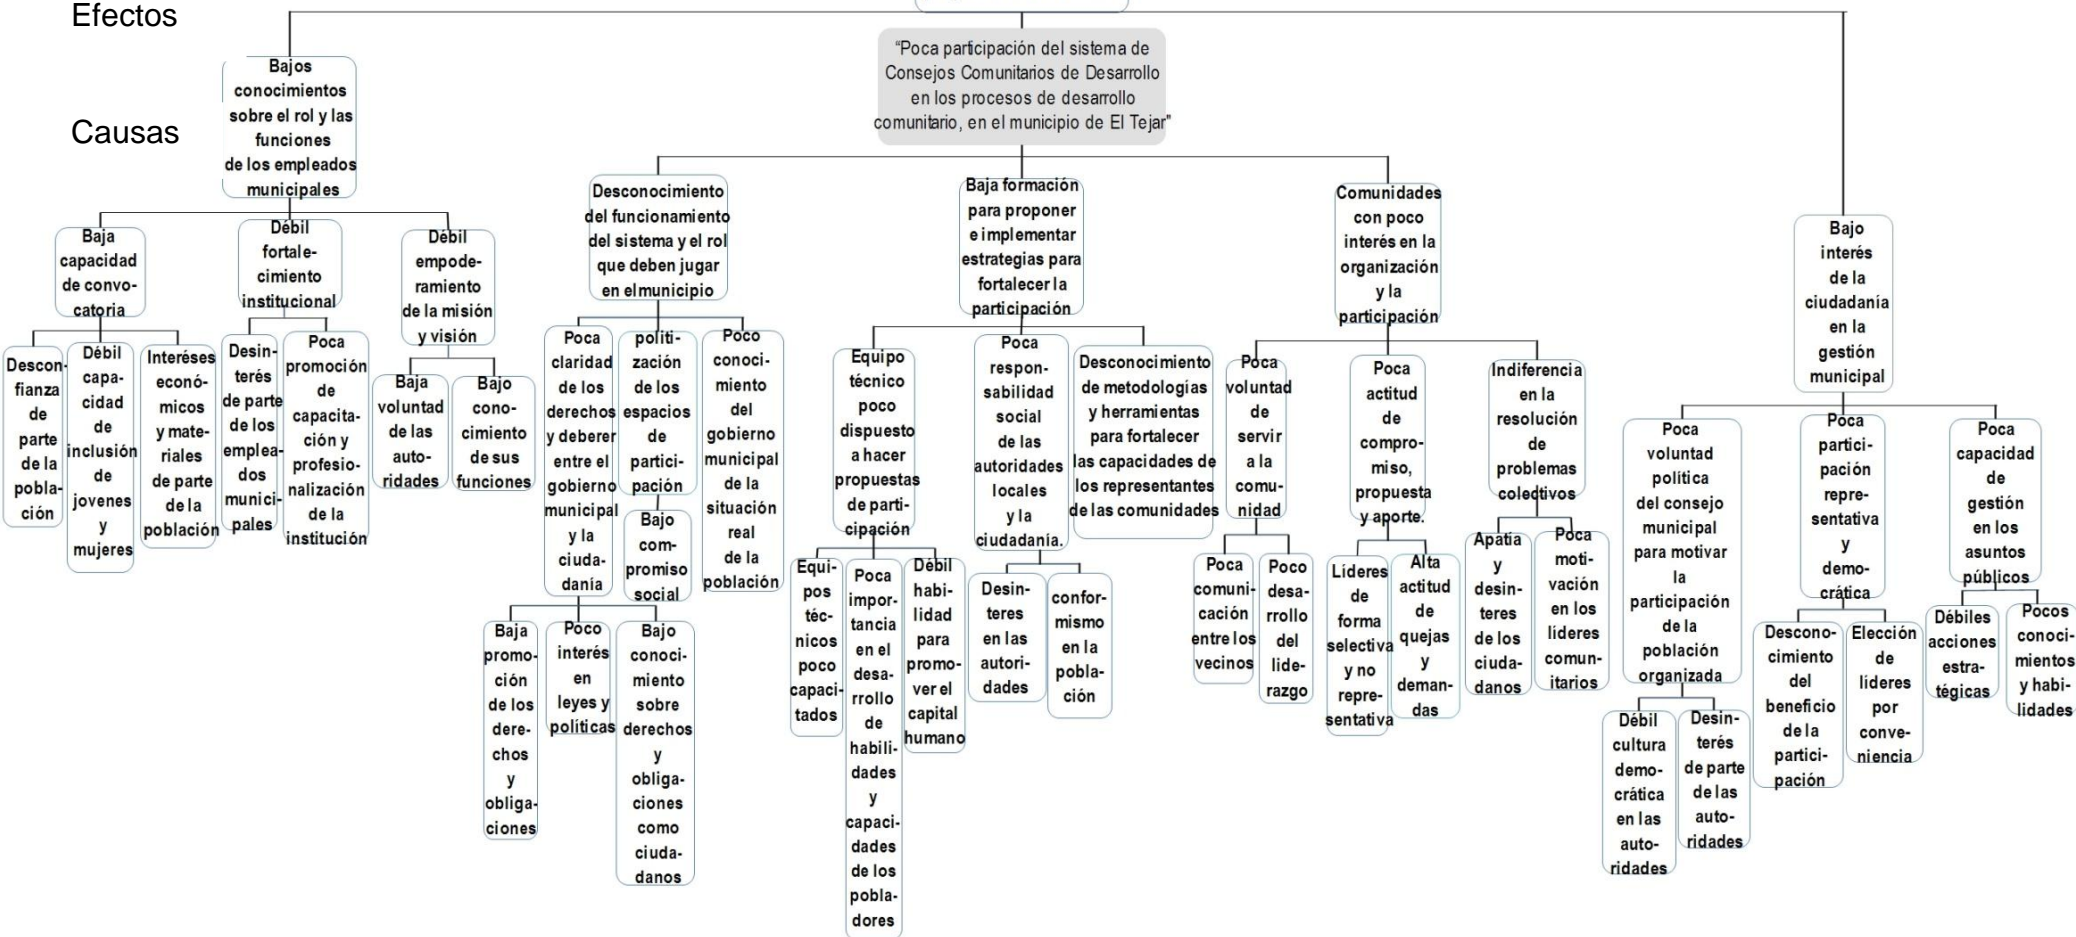 Efectos
Causas
“Poca participación del sistema de
Consejos Comunitarios de Desarrollo
en los procesos de desarrollo
comunitario, en el municipio de El Tejar"
Bajos
conocimientos
sobre el rol y las
funciones
de los empleados
municipales
Baja
capacidad
de convo-
catoria
Descon-
fianza
de
parte
de la
pobla-
ción
Débil
capa-
cidad
de
inclusión
de
jovenes
y
mujeres
Interéses
econó-
micos
y mate-
riales
de parte
de la
población
Débil
fortale-
cimiento
institucional
Desin-
terés
de parte
de los
emplea-
dos
munici-
pales
Poca
promoción
de
capacita-
ción y
profesio-
nalización
de la
institución
Débil
empode-
ramiento
de la misión
y visión
Baja
voluntad
de las
auto-
ridades
Bajo
cono-
cimiento
de sus
funciones
Desconocimiento
del funcionamiento
del sistema y el rol
que deben jugar
en elmunicipio
Poca
claridad
de los
derechos
y deberer
entre el
gobierno
municipal
y la
ciuda-
danía
Baja
promo-
ción
de los
dere-
chos
y
obliga-
ciones
Poco
interés
en
leyes y
políticas
Bajo
conoci-
miento
sobre
derechos
y
obliga-
ciones
como
ciuda-
danos
politi-
zación
de los
espacios
de
partici-
pación
Bajo
com-
promiso
social
Poco
conoci-
miento
del
gobierno
municipal
de la
situación
real
de la
población
Baja formación
para proponer
e implementar
estrategias para
fortalecer la
participación
Equipo
técnico
poco
dispuesto
a hacer
propuestas
de parti-
cipación
Equi-
pos
téc-
nicos
poco
capaci-
tados
Poca
impor-
tancia
en el
desa-
rrollo
de
habili-
dades
y
capaci-
dades
de los
pobla-
dores
Débil
habi-
lidad
para
promo-
ver el
capital
humano
Poca
respon-
sabilidad
social
de las
autoridades
locales
y la
ciudadanía.
Desin-
teres
en las
autori-
dades
confor-
mismo
en la
pobla-
ción
Desconocimiento
de metodologías
y herramientas
para fortalecer
las capacidades de
los representantes
de las comunidades
Comunidades
con poco
interés en la
organización
y la
participación
Poca
voluntad
de
servir
a la
comu-
nidad
Poca
comuni-
cación
entre los
vecinos
Poco
desa-
rrollo
del
lide-
razgo
Poca
actitud
de
compro-
miso,
propuesta
y aporte.
Líderes
de
forma
selectiva
y no
repre-
sentativa
Alta
actitud
de
quejas
y
deman-
das
Indiferencia
en la
resolución
de
problemas
colectivos
Apatía
y
desin-
teres
de los
ciuda-
danos
Poca
moti-
vación
en los
líderes
comun-
itarios
Bajo
interés
de la
ciudadanía
en la
gestión
municipal
Poca
voluntad
política
del consejo
municipal
para motivar
la
participación
de la
población
organizada
Débil
cultura
demo-
crática
en las
auto-
ridades
Desin-
terés
de parte
de las
auto-
ridades
Poca
partici-
pación
repre-
sentativa
y
demo-
crática
Descono-
cimiento
del
beneficio
de la
partici-
pación
Elección
de
lideres
por
conve-
niencia
Poca
capacidad
de
gestión
en los
asuntos
públicos
Débiles
acciones
estra-
tégicas
Pocos
conoci-
mientos
y habi-
lidades